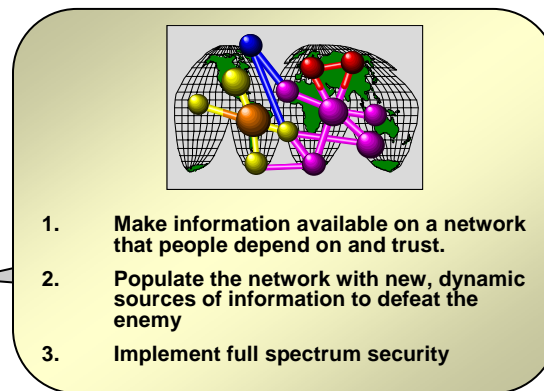 1. Make information available on a network
that people depend on and trust.
2. Populate the network with new, dynamic
sources of information to defeat the
enemy
3. Implement full spectrum security